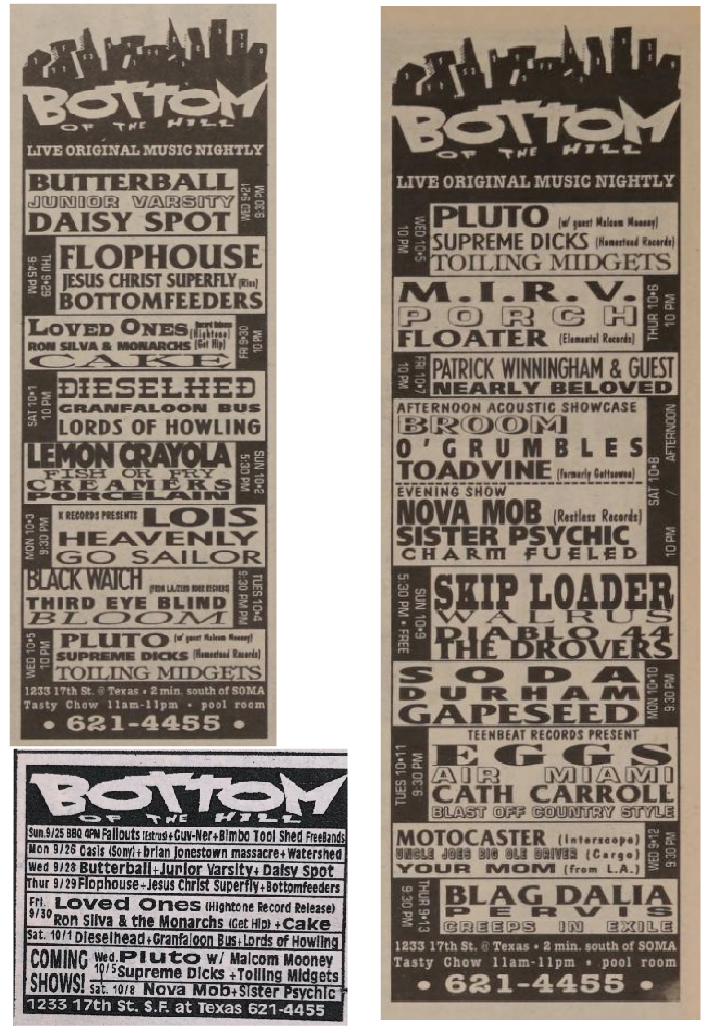 BOTTOM
OF THE HILL
LIVE ORIGINAL MUSIC NIGHTLY
BUTTERBALL
JUNIOR VARSITY
DAISY SPOT
WED 9•21
9:30 PM
THU 9•29
9:45 PM
FLOPHOUSE
JESUS CHRIST SUPERFLY
BOTTOMFEEDERS
LOVED ONES (Record Release
(Hightone)
RON SILVA & MONARCHS (Get Hip)
CAKE
FRI 9•30
10 PM
SAT 10•1
10 PM
DIESELHED
GRANFALOON BUS
LORDS OF HOWLING
LEMON CRAYOLA
FISH OR FRY
CREAMERS
PORCELAIN
SUN 10•2
5:30 PM
MON 10•3
9:30 PM
K RECORDS PRESENTS LOIS
HEAVENLY
GO SAILOR
BLACK WATCH
THIRD EYE BLIND
BLOOM
TUES 10•4
9:30 PM PM
WED 10•5
10 PM
PLUTO (w/ guest Malcom Mooney)
SUPREME DICKS (Homestead Records)
TOILING MIDGETS
1233 17th St. @ Texas • 2 min. south of SOMA
Tasty Chow 11am-11pm • pool room
• 621-4455 •
BOTTOM
OF THE HILL
Sun.9/25 BBQ 4PM Fallouts (Estrus)+Guv-Ner+Bimbo Tool Shed FreeBands
Mon 9/26 Oasis (Sony)+brian Jonestown massacre+Watershed
Wed 9/28 Butterball+Junior Varsity+Daisy Spot
Thur 9/29 Flophouse+Jesus Christ Superfly+Bottomfeeders
Fri. 9/30 Loved Ones (Hightone Record Release)
Ron Silva & the Monarchs (Get Hip) +Cake
Sat. 10/1 Dieselhead+Granfaloon Bus+Lords of Howling
COMING SHOWS!
Wed. 10/5 Pluto w/ Malcom Mooney
Supreme Dicks +Toiling Midgets
Sat. 10/8 Nova Mob+Sister Psychic
1233 17th St. S.F. at Texas 621-4455
BOTTOM
OF THE HILL
LIVE ORIGINAL MUSIC NIGHTLY
WED 10•5
10 PM
PLUTO (w/ guest Malcom Mooney)
SUPREME DICKS (Homestead Records)
TOILING MIDGETS
M.I.R.V.
PORCH
FLOATER (Elemental Records)
THUR 10•6
10 PM
FRI 10•7
10 PM
PATRICK WINNINGHAM & GUEST
NEARLY BELOVED
AFTERNOON ACOUSTIC SHOWCASE
BROOM
O'GRUMBLES
TOADVINE (Formerly Guttauwna)
EVENING SHOW
NOVA MOB (Restless Records)
SISTER PSYCHIC
CHARM FUELED
SAT 10•8
10 PM / AFTERNOON
SUN 10•9
5:30 PM • FREE
SKIP LOADER
WALRUS
DIABLO 44
THE DROVERS
SODA
DURHAM
GAPESEED
MON 10•10
9:30 PM
TUES 10•11
9:30 PM
TEENBEAT RECORDS PRESENT
EGGS
AIR MIAMI
CATH CARROLL
BLAST OFF COUNTRY STYLE
MOTOCASTER (Interscope)
UNCLE JOES BIG OLE DRIVER (Cargo)
YOUR MOM (from L.A.)
WED 9•12
9:30 PM
THUR 9•13
9:30 PM
BLAG DALIA
PERVIS
CREEPS IN EXILE
1233 17th St. @ Texas • 2 min. south of SOMA
Tasty Chow 11am-11pm • pool room
• 621-4455 •